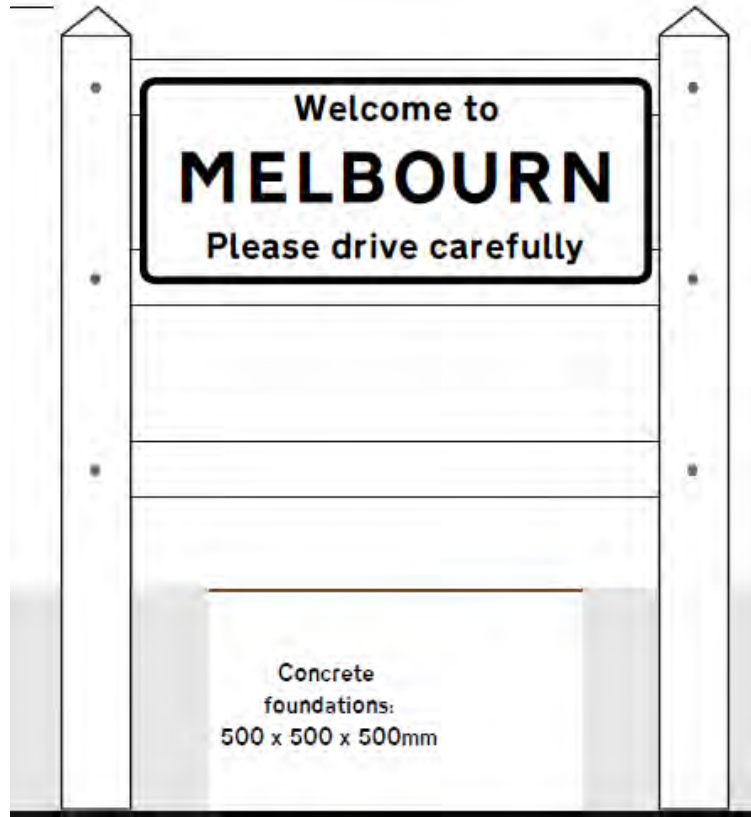 Welcome to
MELBOURN
Please drive carefully
Concrete
foundations:
500 x 500 x 500mm